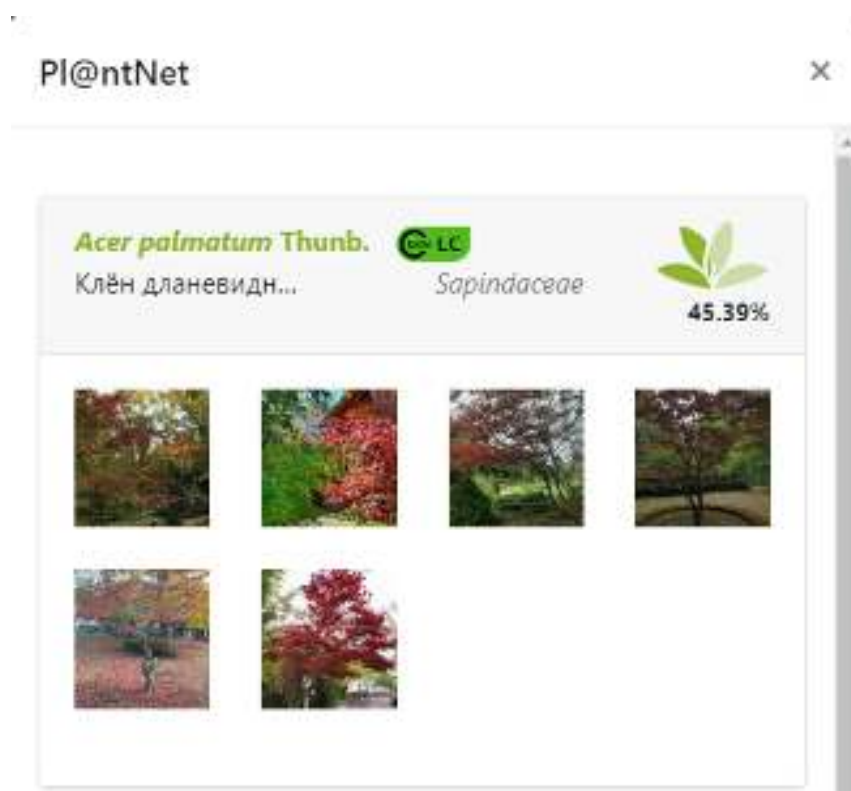 Pl@ntNet ×
Acer palmatum Thunb. LC
Клён дланевидн... Sapindaceae
45.39%